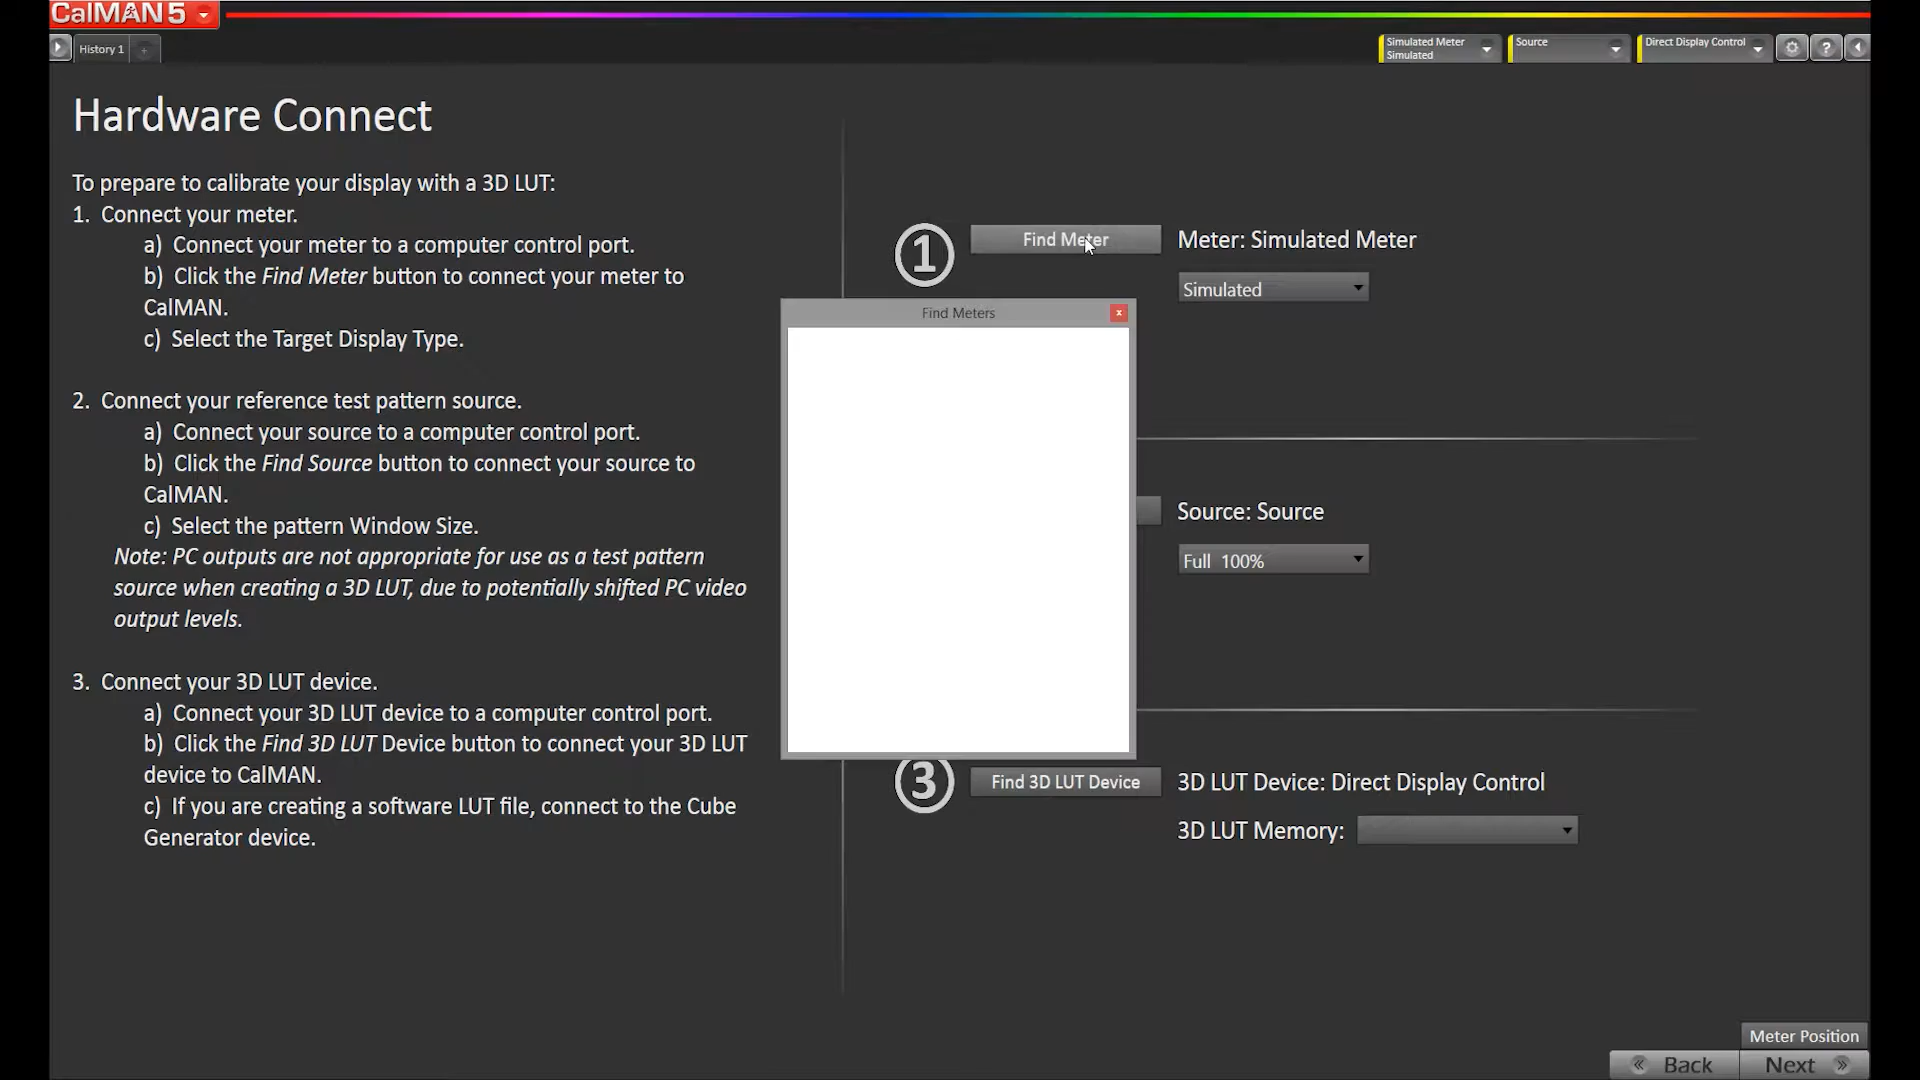 CalMAN 5
History 1
+
Simulated Meter
Simulated
Source
Direct Display Control
?
Hardware Connect
To prepare to calibrate your display with a 3D LUT:
1. Connect your meter.
a) Connect your meter to a computer control port.
b) Click the Find Meter button to connect your meter to
CalMAN.
c) Select the Target Display Type.
2. Connect your reference test pattern source.
a) Connect your source to a computer control port.
b) Click the Find Source button to connect your source to
CalMAN.
c) Select the pattern Window Size.
Note: PC outputs are not appropriate for use as a test pattern
source when creating a 3D LUT, due to potentially shifted PC video
output levels.
3. Connect your 3D LUT device.
a) Connect your 3D LUT device to a computer control port.
b) Click the Find 3D LUT Device button to connect your 3D LUT
device to CalMAN.
c) If you are creating a software LUT file, connect to the Cube
Generator device.
1
Find Meter
Meter: Simulated Meter
Simulated
Find Meters
x
Source: Source
Full 100%
3
Find 3D LUT Device
3D LUT Device: Direct Display Control
3D LUT Memory:
Meter Position
« Back
Next »